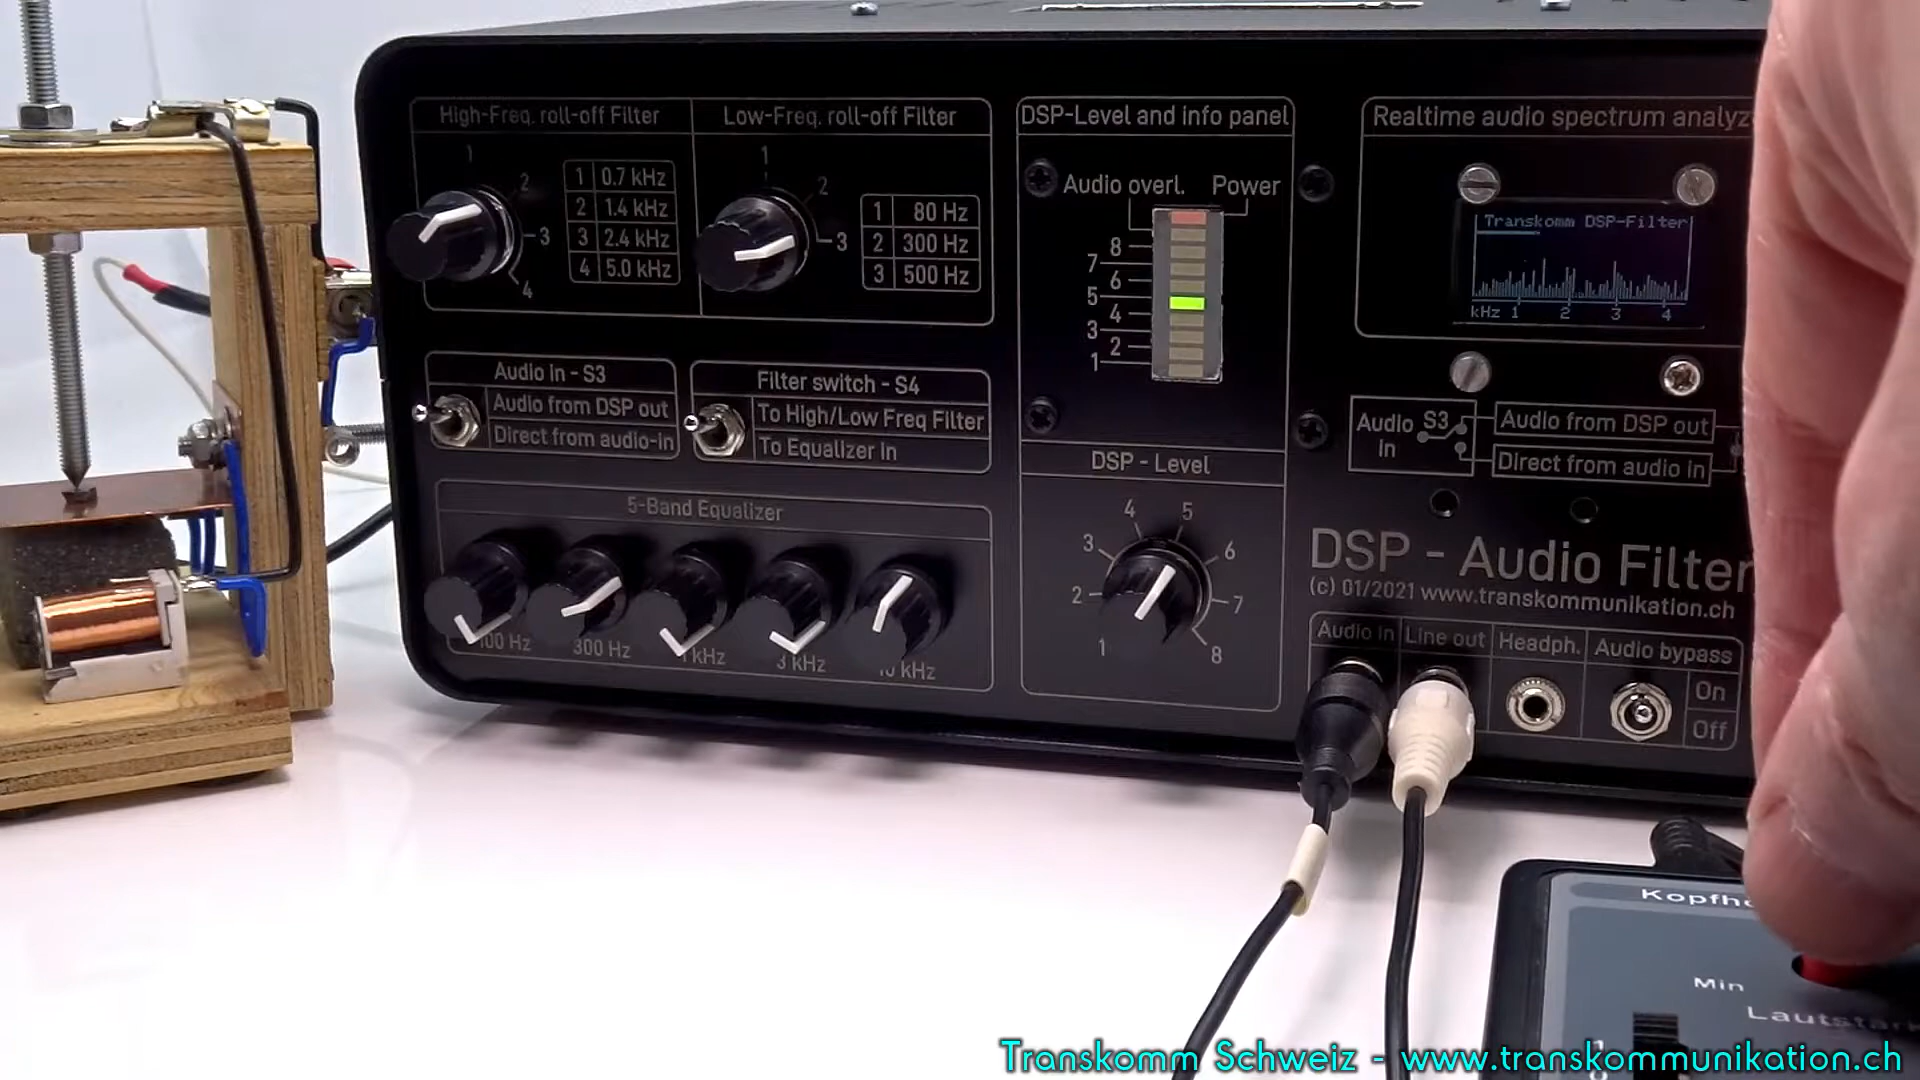 High-Freq. roll-off Filter
1
2
3
4
1 0.7 kHz
2 1.4 kHz
3 2.4 kHz
4 5.0 kHz
Low-Freq. roll-off Filter
1
2
3
1 80 Hz
2 300 Hz
3 500 Hz
DSP-Level and info panel
Audio overl. Power
8
7
6
5
4
3
2
1
Realtime audio spectrum
Transkomm DSP-Filter
kHz 1 2 3 4
Audio in - S3
Audio from DSP out
Direct from audio-in
Filter switch - S4
To High/Low Freq Filter
To Equalizer in
Audio in
S3
Audio from DSP out
Direct from audio in
5-Band Equalizer
100 Hz 300 Hz 1 kHz 3 kHz 10 kHz
DSP - Level
1 2 3 4 5 6 7 8
DSP - Audio Filter
(c) 01/2021 www.transkommunikation.ch
Audio in Line out Headph. Audio bypass
On
Off
Min
Transkomm Schweiz - www.transkommunikation.ch